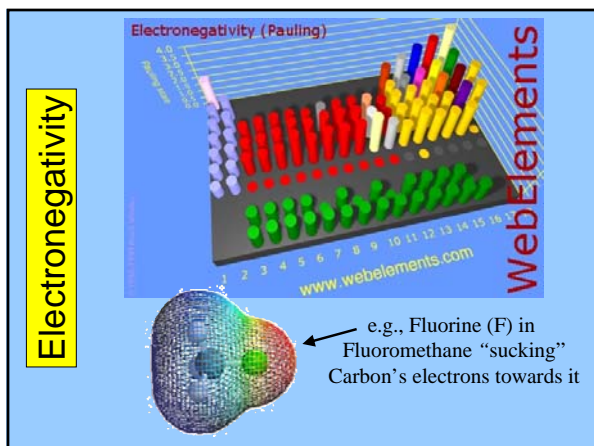 Electronegativity
Electronegativity (Pauling)
WebElements
1 2 3 4 5 6 7 8 9 10 11 12 13 14 15 16
www.webelements.com
e.g., Fluorine (F) in
Fluoromethane “sucking”
Carbon’s electrons towards it